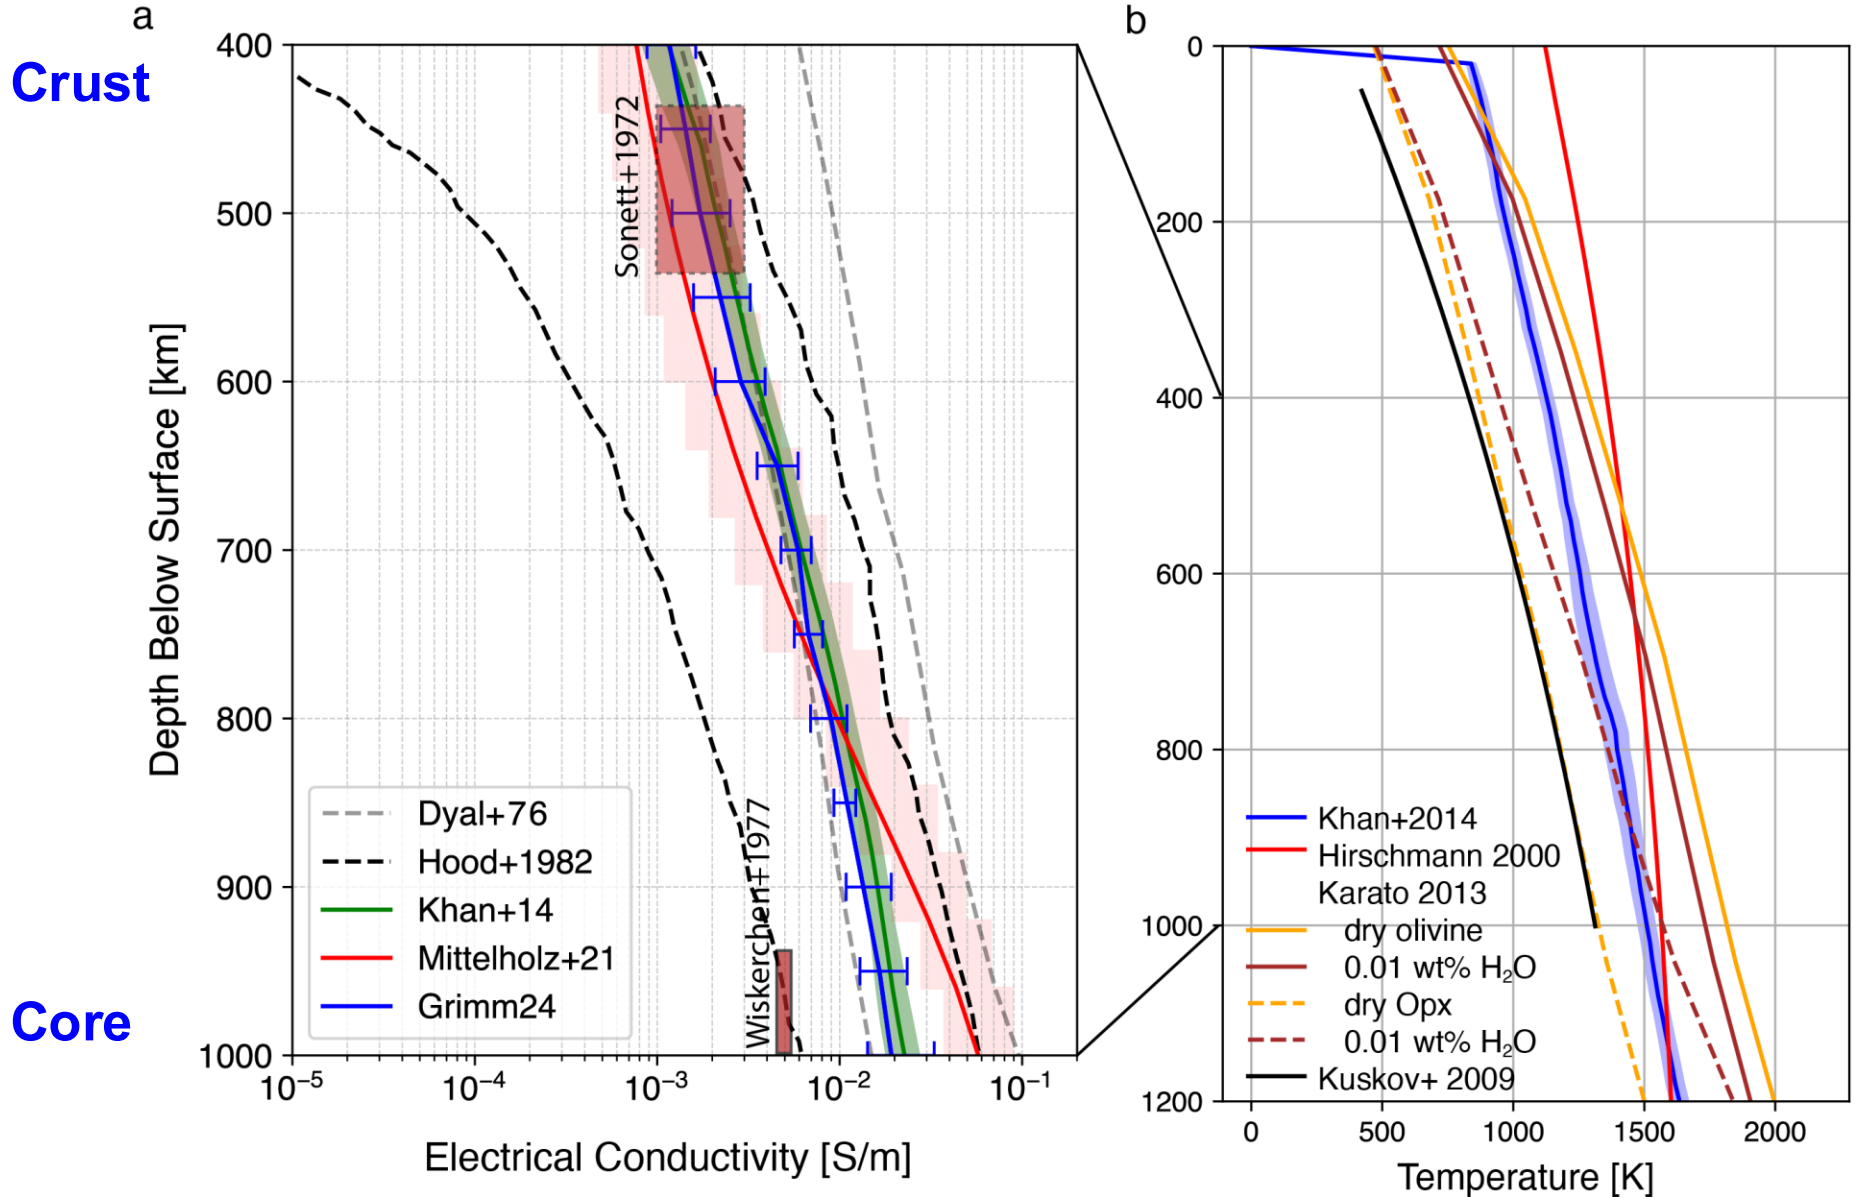 a
Crust
Core
400
500
600
700
800
900
1000
Depth Below Surface [km]
Sonett+1972
Wiskerchen+1977
Dyal+76
Hood+1982
Khan+14
Mittelholz+21
Grimm24
10⁻⁵
10⁻⁴
10⁻³
10⁻²
10⁻¹
Electrical Conductivity [S/m]
b
0
200
400
600
800
1000
1200
Khan+2014
Hirschmann 2000
Karato 2013
dry olivine
0.01 wt% H₂O
dry Opx
0.01 wt% H₂O
Kuskov+ 2009
0
500
1000
1500
2000
Temperature [K]